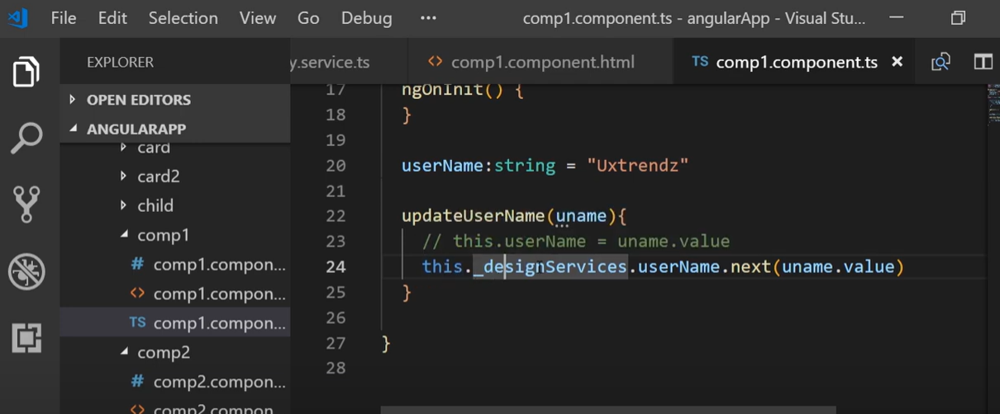 File Edit Selection View Go Debug ··· comp1.component.ts - angularApp - Visual Stu...
EXPLORER
y.service.ts <> comp1.component.html TS comp1.component.ts ×
OPEN EDITORS
ANGULARAPP
card
card2
child
comp1
# comp1.compon...
<> comp1.compon...
TS comp1.compon...
comp2
# comp2.compon...
<> comp2.compon...
17 ngOnInit() {
18 }
19
20 userName:string = "Uxtrendz"
21
22 updateUserName(uname){
23 // this.userName = uname.value
24 this._designServices.userName.next(uname.value)
25 }
26
27 }
28